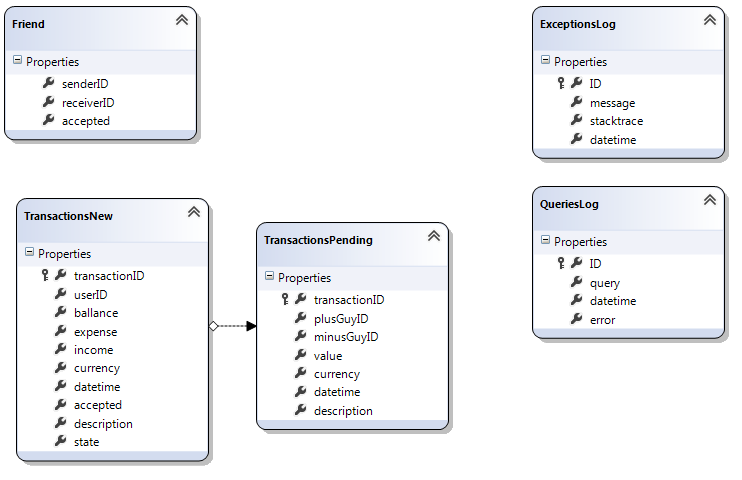 Friend
Properties
senderID
receiverID
accepted
TransactionsNew
Properties
transactionID
userID
ballance
expense
income
currency
datetime
accepted
description
state
TransactionsPending
Properties
transactionID
plusGuyID
minusGuyID
value
currency
datetime
description
ExceptionsLog
Properties
ID
message
stacktrace
datetime
QueriesLog
Properties
ID
query
datetime
error